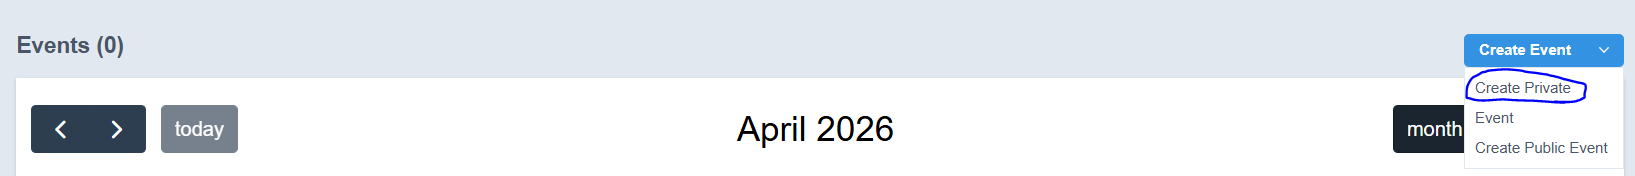 Events (0)
Create Event
Create Private
Event
Create Public Event
today
April 2026
month